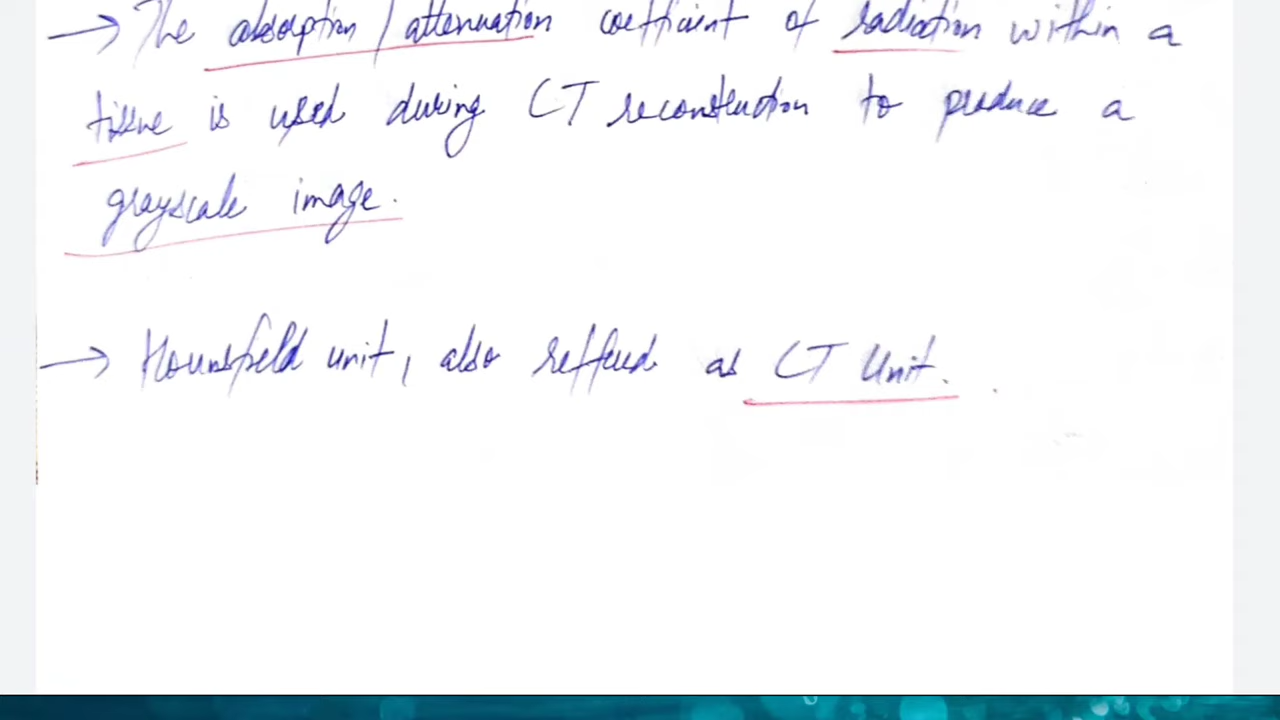 → The absorption / attenuation coefficient of radiation within a
tissue is used during CT reconstruction to produce a
grayscale image.
→ Hounsfield unit, also reffered as CT Unit.